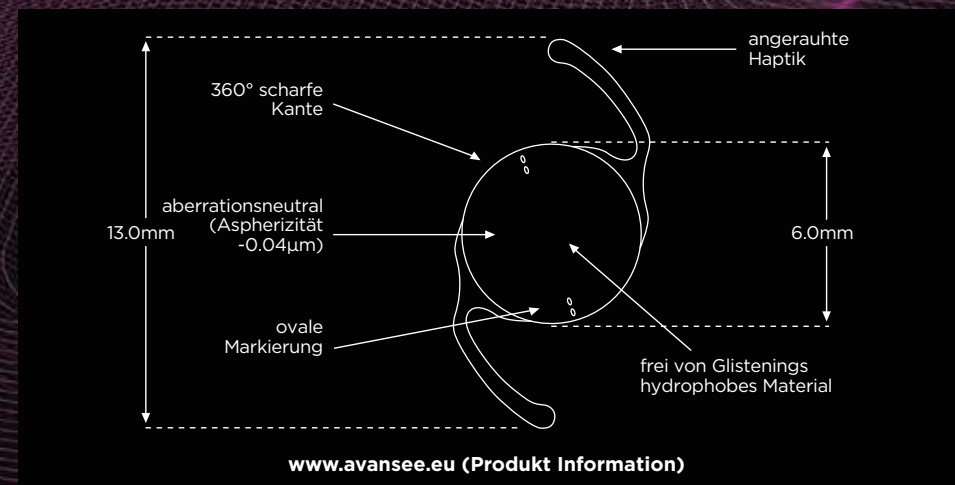 angerauhte
Haptik
360° scharfe
Kante
aberrationsneutral
(Aspherizität
-0.04µm)
13.0mm
6.0mm
ovale
Markierung
frei von Glistenings
hydrophobes Material
www.avansee.eu (Produkt Information)